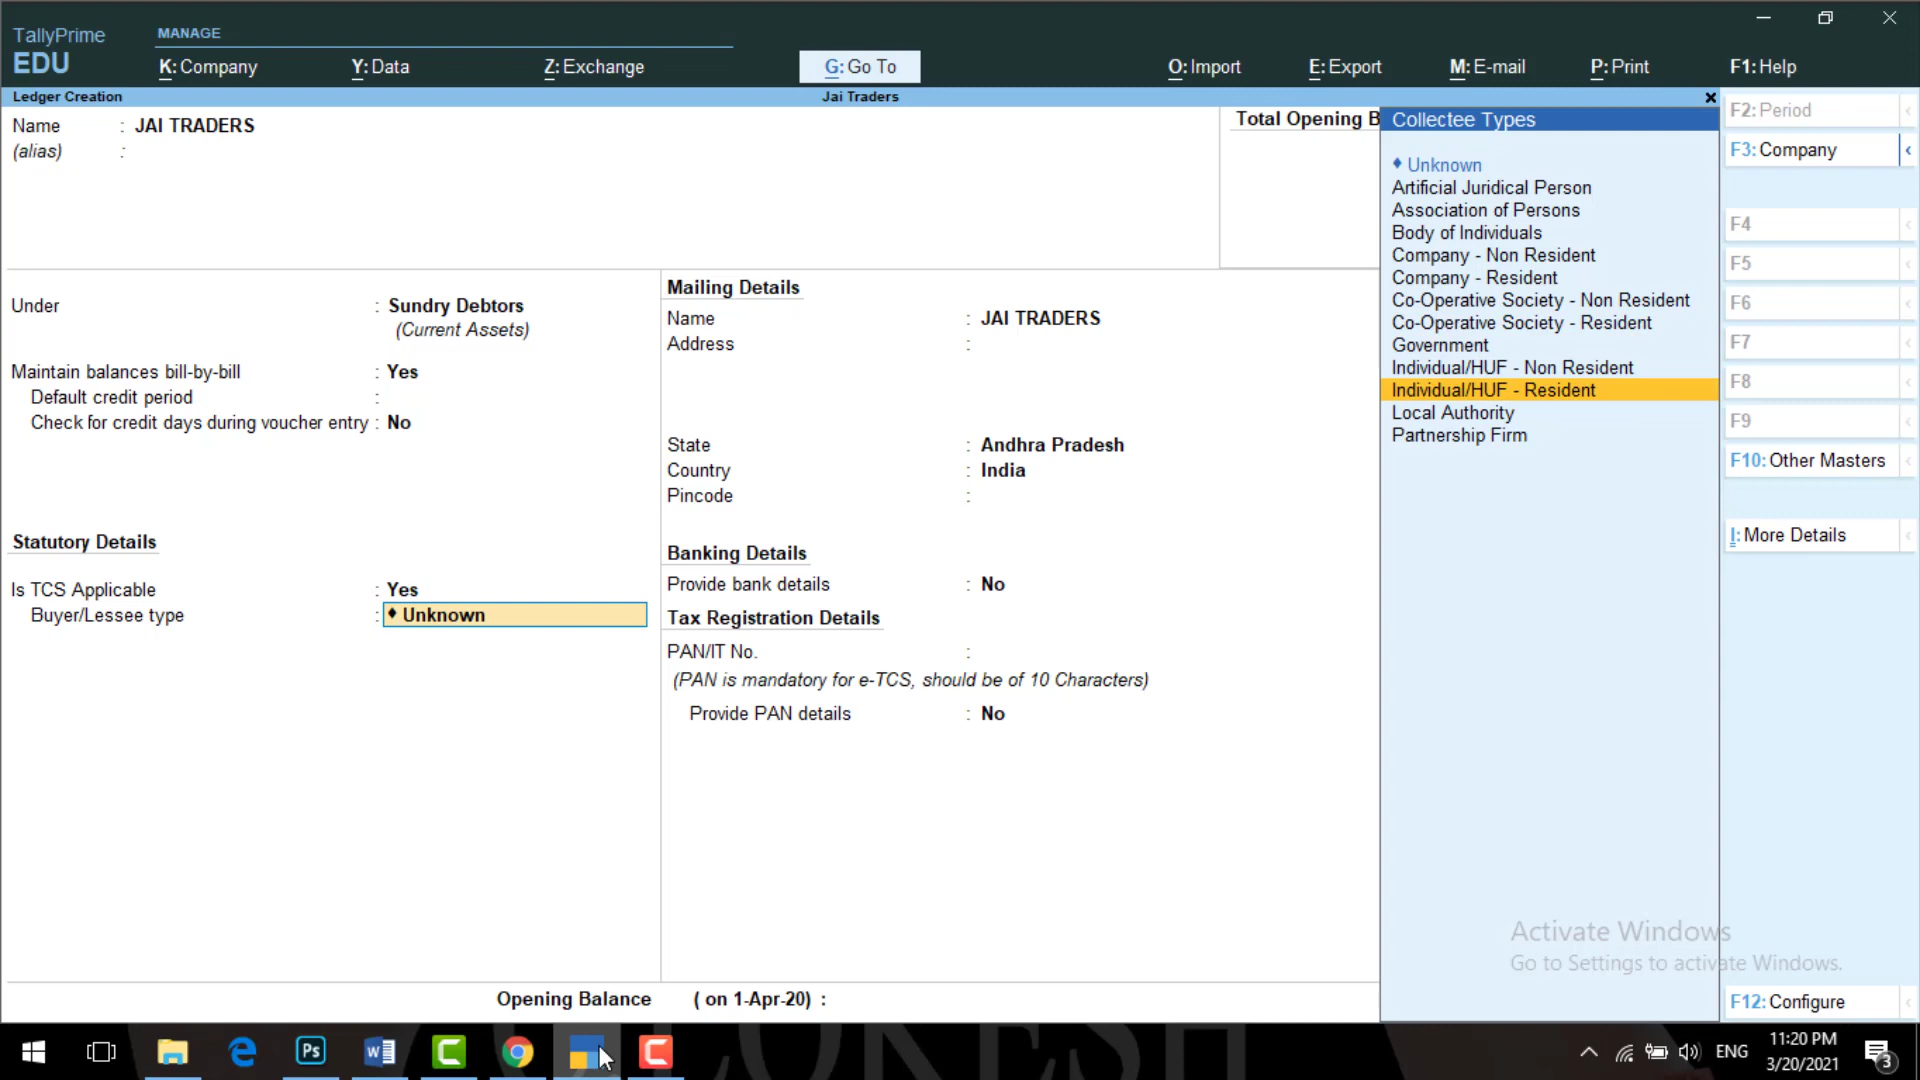 TallyPrime
EDU
MANAGE
K: Company
Y: Data
Z: Exchange
G: Go To
O: Import
E: Export
M: E-mail
P: Print
F1: Help
Ledger Creation
Jai Traders
Name : JAI TRADERS
(alias) :
Total Opening B
Under : Sundry Debtors
(Current Assets)
Maintain balances bill-by-bill : Yes
Default credit period :
Check for credit days during voucher entry : No
Statutory Details
Is TCS Applicable : Yes
Buyer/Lessee type : ♦ Unknown
Mailing Details
Name : JAI TRADERS
Address :
State : Andhra Pradesh
Country : India
Pincode :
Banking Details
Provide bank details : No
Tax Registration Details
PAN/IT No. :
(PAN is mandatory for e-TCS, should be of 10 Characters)
Provide PAN details : No
Opening Balance ( on 1-Apr-20) :
Collectee Types
♦ Unknown
Artificial Juridical Person
Association of Persons
Body of Individuals
Company - Non Resident
Company - Resident
Co-Operative Society - Non Resident
Co-Operative Society - Resident
Government
Individual/HUF - Non Resident
Individual/HUF - Resident
Local Authority
Partnership Firm
F2: Period
F3: Company
F4
F5
F6
F7
F8
F9
F10: Other Masters
I: More Details
F12: Configure
Activate Windows
Go to Settings to activate Windows.
Ps
ENG
11:20 PM
3/20/2021
3